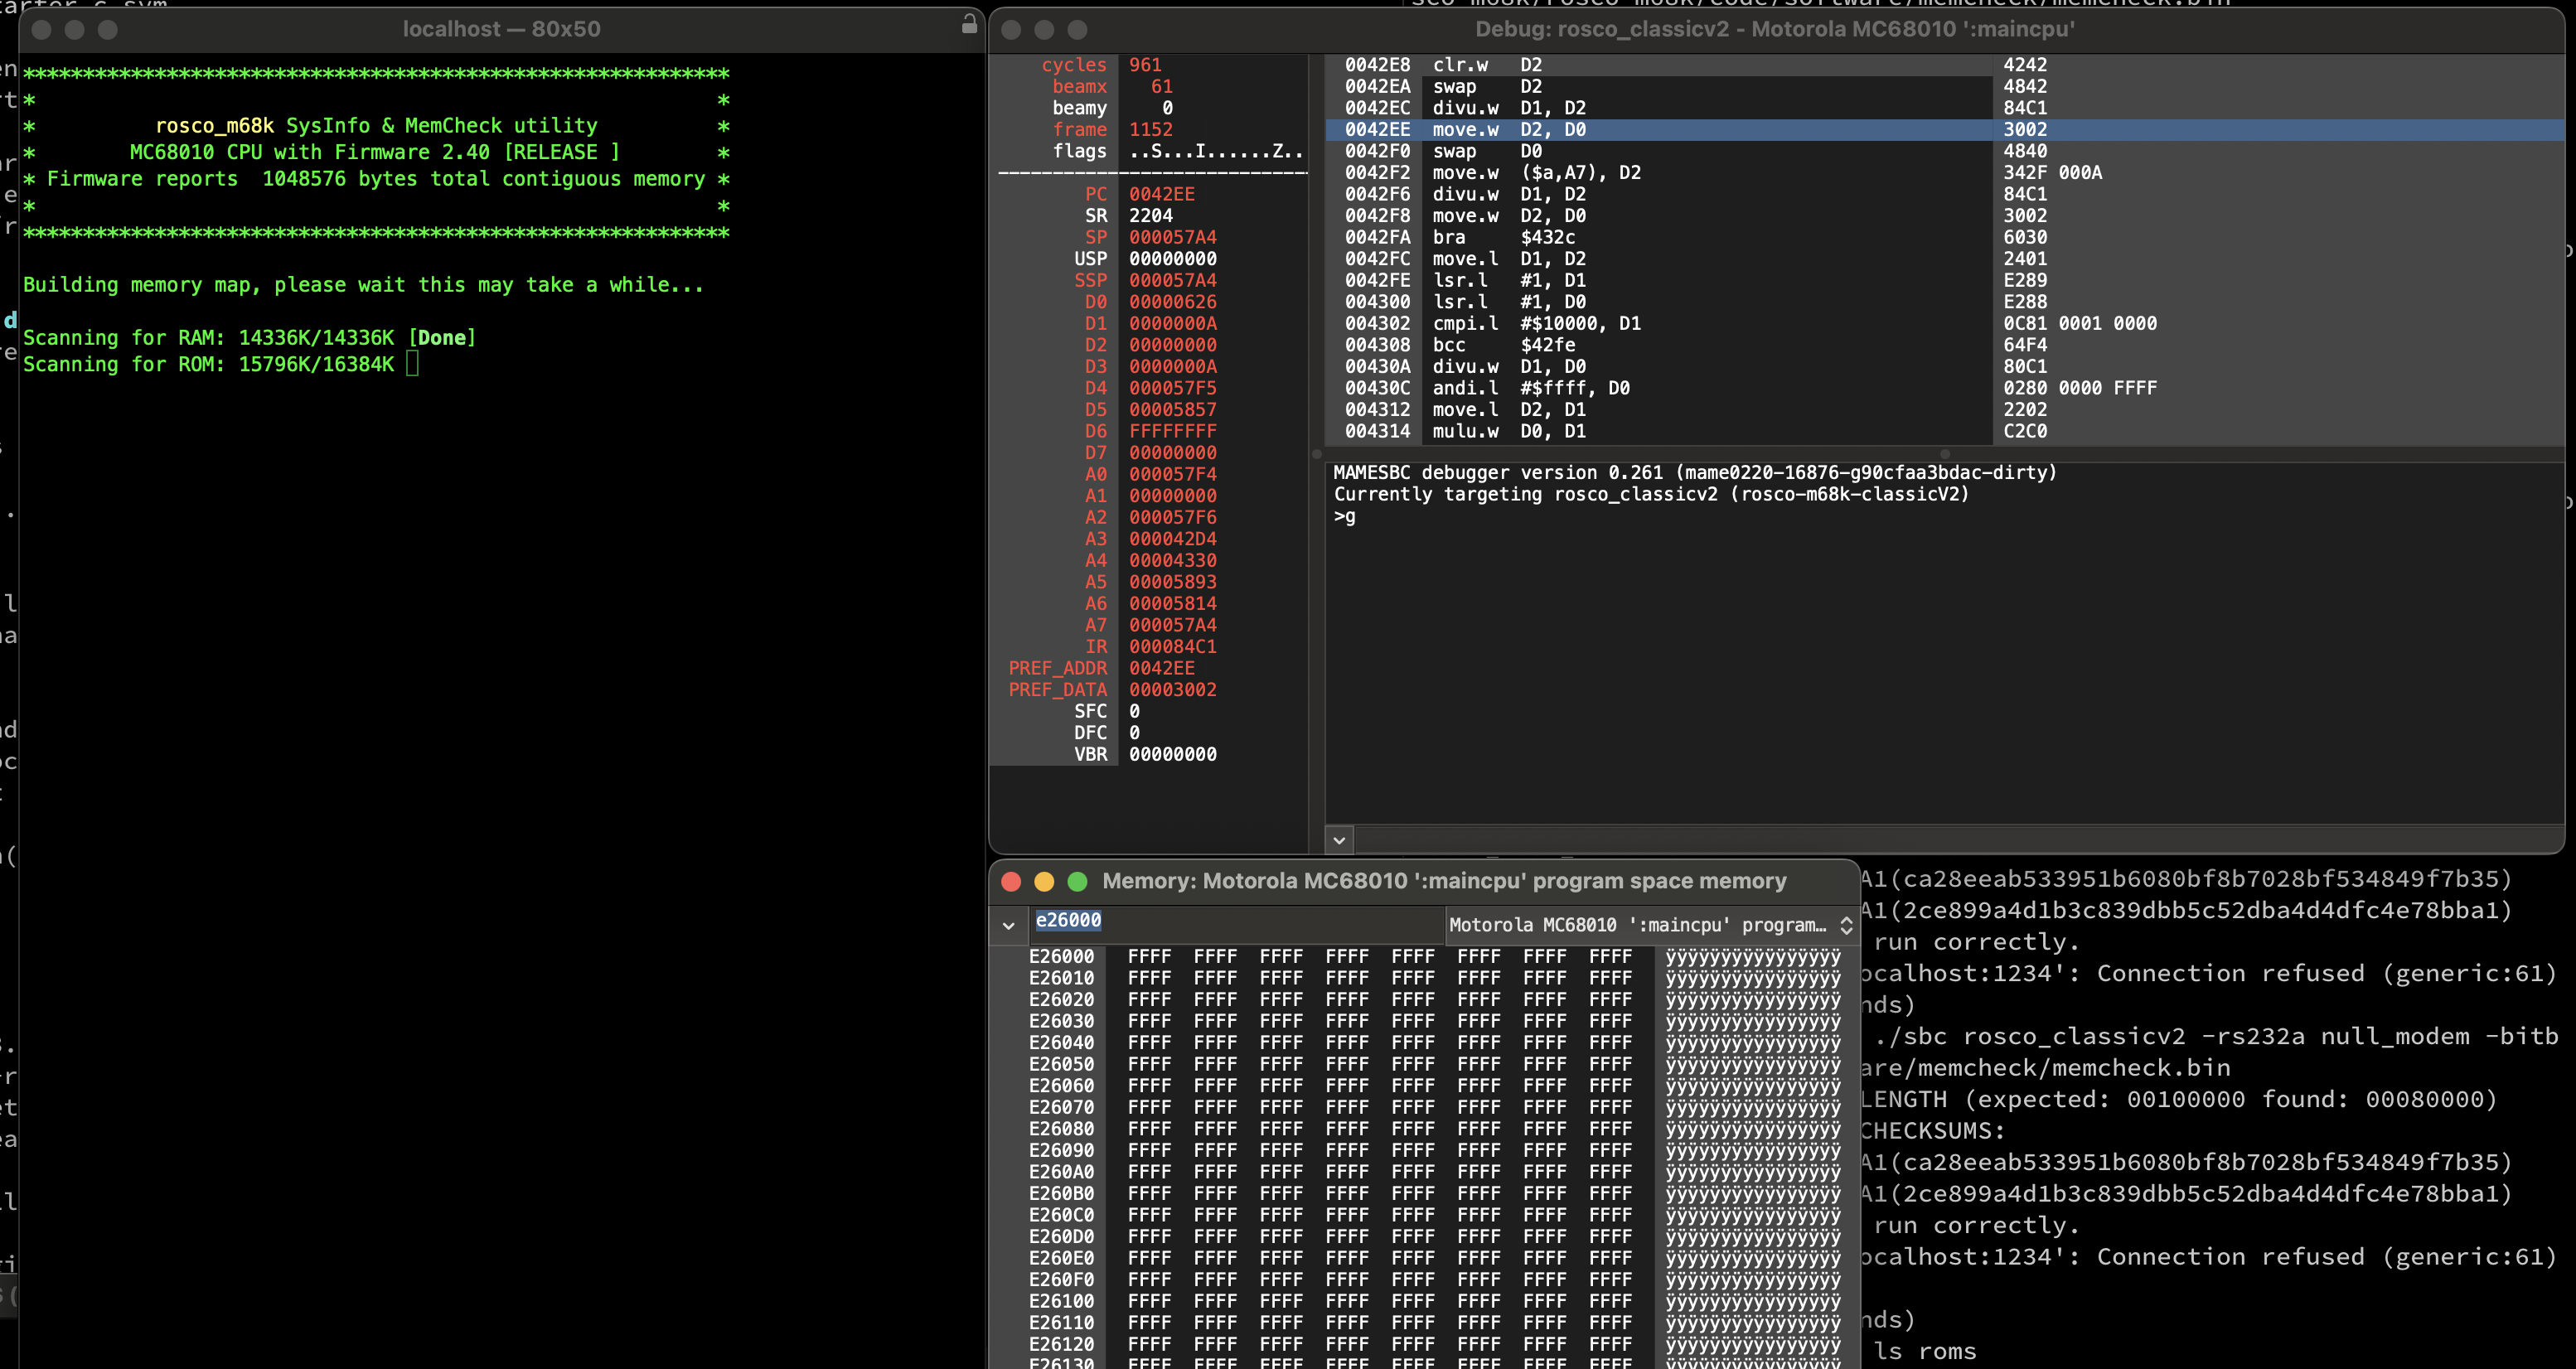 localhost — 80x50
***********************************************************
* *
* rosco_m68k SysInfo & MemCheck utility *
* MC68010 CPU with Firmware 2.40 [RELEASE ] *
* Firmware reports 1048576 bytes total contiguous memory *
* *
***********************************************************
Building memory map, please wait this may take a while...
Scanning for RAM: 14336K/14336K [Done]
Scanning for ROM: 15796K/16384K
Debug: rosco_classicv2 - Motorola MC68010 ':maincpu'
cycles 961
beamx 61
beamy 0
frame 1152
flags ..S...I......Z..
PC 0042EE
SR 2204
SP 000057A4
USP 00000000
SSP 000057A4
D0 00000626
D1 0000000A
D2 00000000
D3 0000000A
D4 000057F5
D5 00005857
D6 FFFFFFFF
D7 00000000
A0 000057F4
A1 00000000
A2 000057F6
A3 000042D4
A4 00004330
A5 00005893
A6 00005814
A7 000057A4
IR 000084C1
PREF_ADDR 0042EE
PREF_DATA 00003002
SFC 0
DFC 0
VBR 00000000
0042E8 clr.w D2 4242
0042EA swap D2 4842
0042EC divu.w D1, D2 84C1
0042EE move.w D2, D0 3002
0042F0 swap D0 4840
0042F2 move.w ($a,A7), D2 342F 000A
0042F6 divu.w D1, D2 84C1
0042F8 move.w D2, D0 3002
0042FA bra $432c 6030
0042FC move.l D1, D2 2401
0042FE lsr.l #1, D1 E289
004300 lsr.l #1, D0 E288
004302 cmpi.l #$10000, D1 0C81 0001 0000
004308 bcc $42fe 64F4
00430A divu.w D1, D0 80C1
00430C andi.l #$ffff, D0 0280 0000 FFFF
004312 move.l D2, D1 2202
004314 mulu.w D0, D1 C2C0
MAMESBC debugger version 0.261 (mame0220-16876-g90cfaa3bdac-dirty)
Currently targeting rosco_classicv2 (rosco-m68k-classicV2)
>g
Memory: Motorola MC68010 ':maincpu' program space memory
e26000 Motorola MC68010 ':maincpu' program…
E26000 FFFF FFFF FFFF FFFF FFFF FFFF FFFF FFFF ÿÿÿÿÿÿÿÿÿÿÿÿÿÿÿÿ
E26010 FFFF FFFF FFFF FFFF FFFF FFFF FFFF FFFF ÿÿÿÿÿÿÿÿÿÿÿÿÿÿÿÿ
E26020 FFFF FFFF FFFF FFFF FFFF FFFF FFFF FFFF ÿÿÿÿÿÿÿÿÿÿÿÿÿÿÿÿ
E26030 FFFF FFFF FFFF FFFF FFFF FFFF FFFF FFFF ÿÿÿÿÿÿÿÿÿÿÿÿÿÿÿÿ
E26040 FFFF FFFF FFFF FFFF FFFF FFFF FFFF FFFF ÿÿÿÿÿÿÿÿÿÿÿÿÿÿÿÿ
E26050 FFFF FFFF FFFF FFFF FFFF FFFF FFFF FFFF ÿÿÿÿÿÿÿÿÿÿÿÿÿÿÿÿ
E26060 FFFF FFFF FFFF FFFF FFFF FFFF FFFF FFFF ÿÿÿÿÿÿÿÿÿÿÿÿÿÿÿÿ
E26070 FFFF FFFF FFFF FFFF FFFF FFFF FFFF FFFF ÿÿÿÿÿÿÿÿÿÿÿÿÿÿÿÿ
E26080 FFFF FFFF FFFF FFFF FFFF FFFF FFFF FFFF ÿÿÿÿÿÿÿÿÿÿÿÿÿÿÿÿ
E26090 FFFF FFFF FFFF FFFF FFFF FFFF FFFF FFFF ÿÿÿÿÿÿÿÿÿÿÿÿÿÿÿÿ
E260A0 FFFF FFFF FFFF FFFF FFFF FFFF FFFF FFFF ÿÿÿÿÿÿÿÿÿÿÿÿÿÿÿÿ
E260B0 FFFF FFFF FFFF FFFF FFFF FFFF FFFF FFFF ÿÿÿÿÿÿÿÿÿÿÿÿÿÿÿÿ
E260C0 FFFF FFFF FFFF FFFF FFFF FFFF FFFF FFFF ÿÿÿÿÿÿÿÿÿÿÿÿÿÿÿÿ
E260D0 FFFF FFFF FFFF FFFF FFFF FFFF FFFF FFFF ÿÿÿÿÿÿÿÿÿÿÿÿÿÿÿÿ
E260E0 FFFF FFFF FFFF FFFF FFFF FFFF FFFF FFFF ÿÿÿÿÿÿÿÿÿÿÿÿÿÿÿÿ
E260F0 FFFF FFFF FFFF FFFF FFFF FFFF FFFF FFFF ÿÿÿÿÿÿÿÿÿÿÿÿÿÿÿÿ
E26100 FFFF FFFF FFFF FFFF FFFF FFFF FFFF FFFF ÿÿÿÿÿÿÿÿÿÿÿÿÿÿÿÿ
E26110 FFFF FFFF FFFF FFFF FFFF FFFF FFFF FFFF ÿÿÿÿÿÿÿÿÿÿÿÿÿÿÿÿ
E26120 FFFF FFFF FFFF FFFF FFFF FFFF FFFF FFFF ÿÿÿÿÿÿÿÿÿÿÿÿÿÿÿÿ
E26130 FFFF FFFF FFFF FFFF FFFF FFFF FFFF FFFF ÿÿÿÿÿÿÿÿÿÿÿÿÿÿÿÿ
A1(ca28eeab533951b6080bf8b7028bf534849f7b35)
A1(2ce899a4d1b3c839dbb5c52dba4d4dfc4e78bba1)
run correctly.
ocalhost:1234': Connection refused (generic:61)
nds)
./sbc rosco_classicv2 -rs232a null_modem -bitb
are/memcheck/memcheck.bin
LENGTH (expected: 00100000 found: 00080000)
CHECKSUMS:
A1(ca28eeab533951b6080bf8b7028bf534849f7b35)
A1(2ce899a4d1b3c839dbb5c52dba4d4dfc4e78bba1)
run correctly.
ocalhost:1234': Connection refused (generic:61)
nds)
ls roms